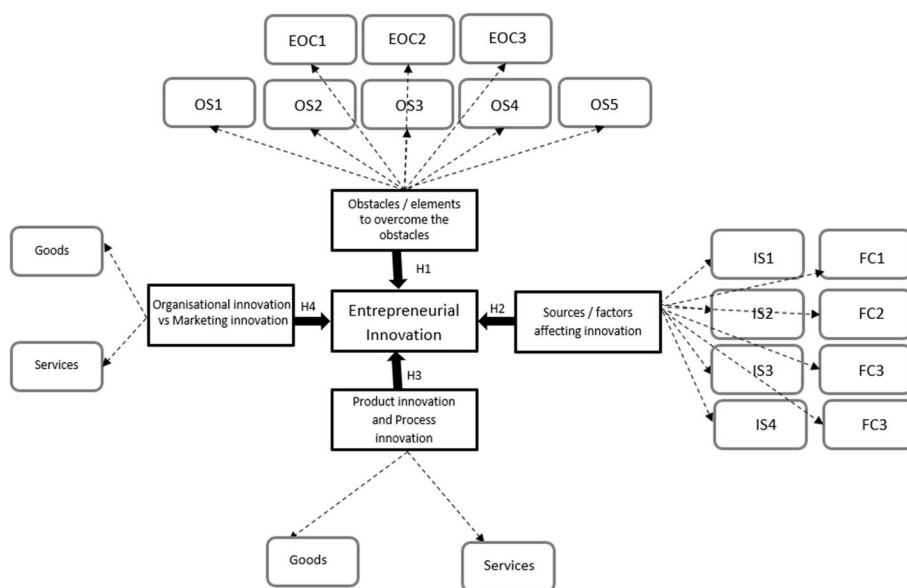 EOC1
EOC2
EOC3
OS1
OS2
OS3
OS4
OS5
Obstacles / elements
to overcome the
obstacles
H1
Goods
Services
Organisational innovation
vs Marketing innovation
H4
Entrepreneurial
Innovation
H2
Sources / factors
affecting innovation
IS1
FC1
IS2
FC2
IS3
FC3
IS4
FC3
H3
Product innovation
and Process
innovation
Goods
Services